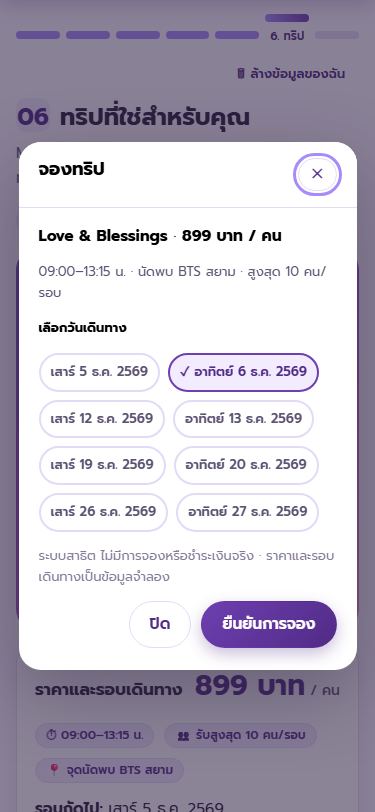 6. ทริป
ล้างข้อมูลของฉัน
06 ทริปที่ใช่สำหรับคุณ
จองทริป
×
Love & Blessings · 899 บาท / คน
09:00–13:15 น. · นัดพบ BTS สยาม · สูงสุด 10 คน/
รอบ
เลือกวันเดินทาง
เสาร์ 5 ธ.ค. 2569 ✓ อาทิตย์ 6 ธ.ค. 2569
เสาร์ 12 ธ.ค. 2569 อาทิตย์ 13 ธ.ค. 2569
เสาร์ 19 ธ.ค. 2569 อาทิตย์ 20 ธ.ค. 2569
เสาร์ 26 ธ.ค. 2569 อาทิตย์ 27 ธ.ค. 2569
ระบบสาธิต ไม่มีการจองหรือชำระเงินจริง · ราคาและรอบ
เดินทางเป็นข้อมูลจำลอง
ปิด ยืนยันการจอง
ราคาและรอบเดินทาง 899 บาท / คน
09:00–13:15 น. รับสูงสุด 10 คน/รอบ
จุดนัดพบ BTS สยาม
รอบถัดไป: เสาร์ 5 ธ.ค. 2569